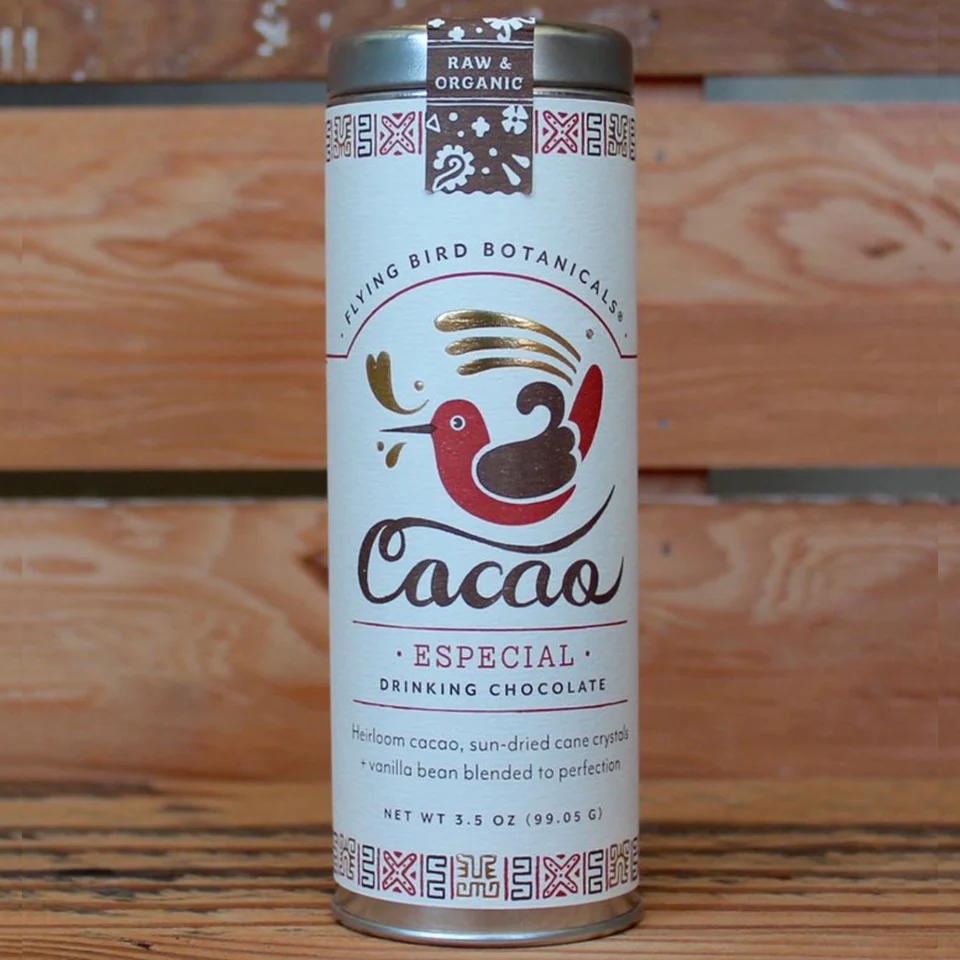 RAW &
ORGANIC
· FLYING BIRD BOTANICALS® ·
Cacao
· ESPECIAL ·
DRINKING CHOCOLATE
Heirloom cacao, sun-dried cane crystals
+ vanilla bean blended to perfection
NET WT 3.5 OZ (99.05 G)